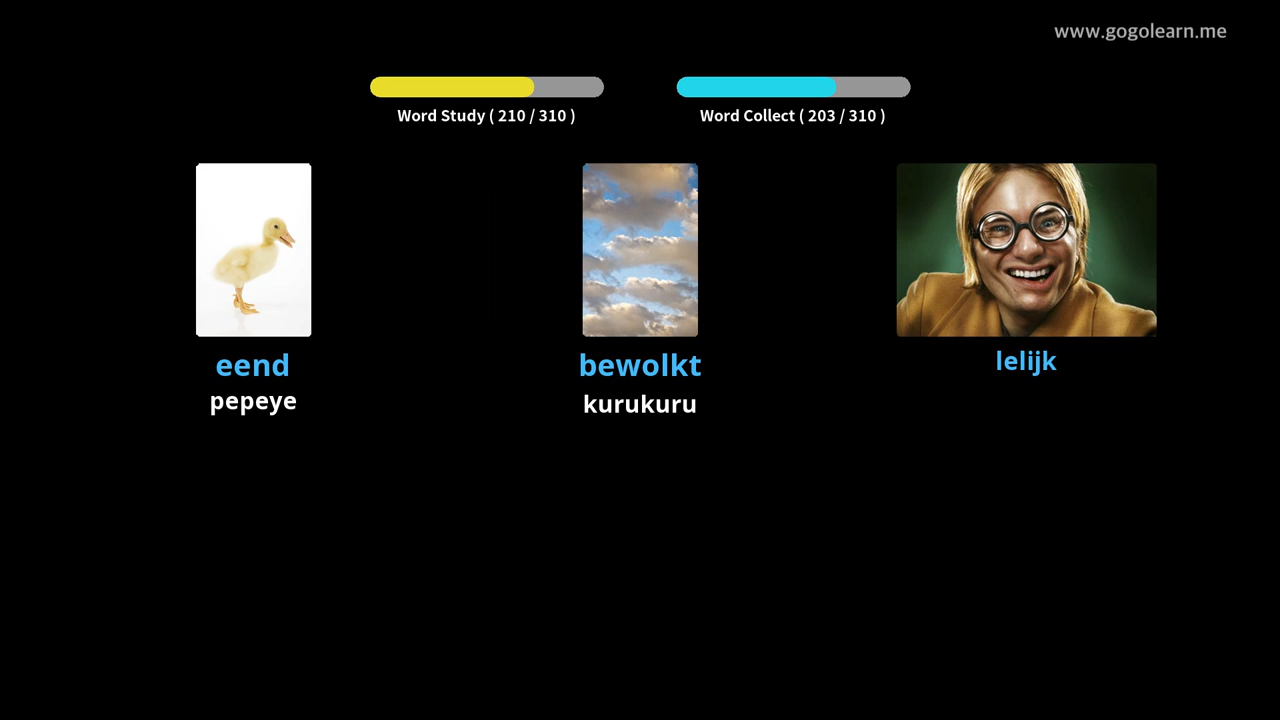 www.gogolearn.me
Word Study ( 210 / 310 )
Word Collect ( 203 / 310 )
eend
pepeye
bewolkt
kurukuru
lelijk